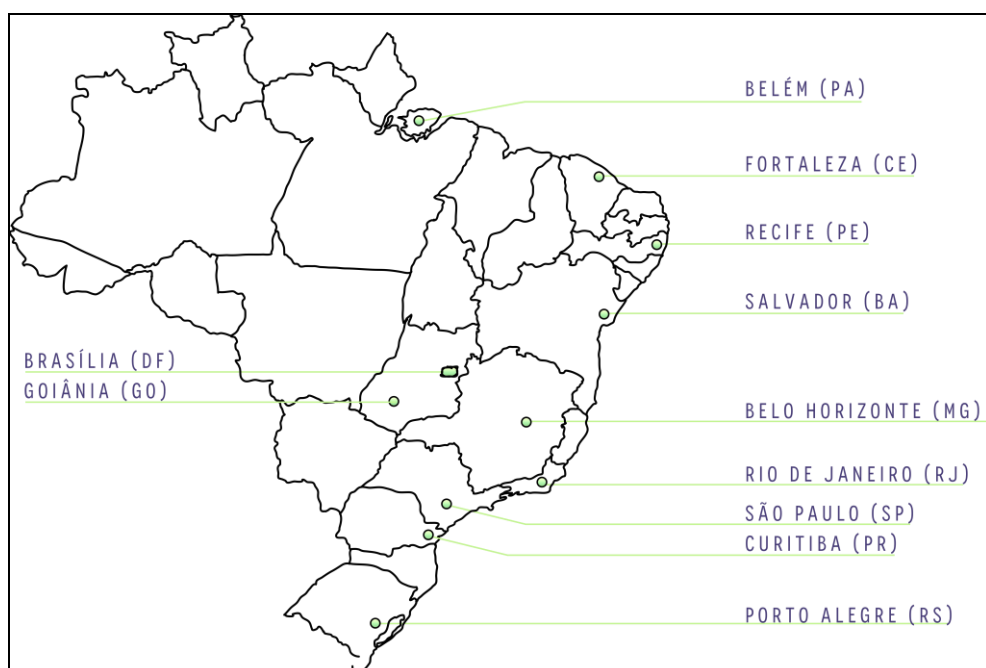 BELÉM (PA)
FORTALEZA (CE)
RECIFE (PE)
SALVADOR (BA)
BRASÍLIA (DF)
GOIÂNIA (GO)
BELO HORIZONTE (MG)
RIO DE JANEIRO (RJ)
SÃO PAULO (SP)
CURITIBA (PR)
PORTO ALEGRE (RS)